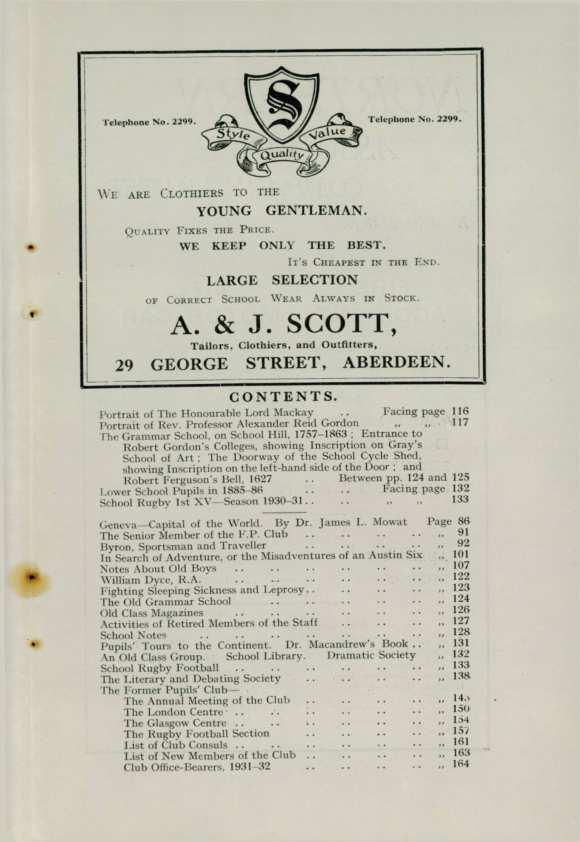 Telephone No. 2299.
S
Style Quality Value
Telephone No. 2299.
WE ARE CLOTHIERS TO THE
YOUNG GENTLEMAN.
QUALITY FIXES THE PRICE.
WE KEEP ONLY THE BEST.
IT'S CHEAPEST IN THE END.
LARGE SELECTION
OF CORRECT SCHOOL WEAR ALWAYS IN STOCK.
A. & J. SCOTT,
Tailors, Clothiers, and Outfitters,
29 GEORGE STREET, ABERDEEN.
CONTENTS.
Portrait of The Honourable Lord Mackay .. Facing page 116
Portrait of Rev. Professor Alexander Reid Gordon ,, ,, 117
The Grammar School, on School Hill, 1757–1863 ; Entrance to
Robert Gordon's Colleges, showing Inscription on Gray's
School of Art ; The Doorway of the School Cycle Shed,
showing Inscription on the left-hand side of the Door ; and
Robert Ferguson's Bell, 1627 .. Between pp. 124 and 125
Lower School Pupils in 1885–86 .. .. Facing page 132
School Rugby 1st XV—Season 1930–31 .. .. ,, ,, 133
Geneva—Capital of the World. By Dr. James L. Mowat Page 86
The Senior Member of the F.P. Club .. .. .. .. ,, 91
Byron, Sportsman and Traveller .. .. .. .. ,, 92
In Search of Adventure, or the Misadventures of an Austin Six ,, 101
Notes About Old Boys .. .. .. .. .. .. ,, 107
William Dyce, R.A. .. .. .. .. .. .. ,, 122
Fighting Sleeping Sickness and Leprosy .. .. .. .. ,, 123
The Old Grammar School .. .. .. .. .. ,, 124
Old Class Magazines .. .. .. .. .. .. ,, 126
Activities of Retired Members of the Staff .. .. .. ,, 127
School Notes .. .. .. .. .. .. .. ,, 128
Pupils' Tours to the Continent. Dr. Macandrew's Book .. ,, 131
An Old Class Group. School Library. Dramatic Society ,, 132
School Rugby Football .. .. .. .. .. .. ,, 133
The Literary and Debating Society .. .. .. .. ,, 138
The Former Pupils' Club—
The Annual Meeting of the Club .. .. .. .. ,, 145
The London Centre .. .. .. .. .. .. ,, 150
The Glasgow Centre .. .. .. .. .. .. ,, 154
The Rugby Football Section .. .. .. .. ,, 157
List of Club Consuls .. .. .. .. .. .. ,, 161
List of New Members of the Club .. .. .. .. ,, 163
Club Office-Bearers, 1931–32 .. .. .. .. ,, 164